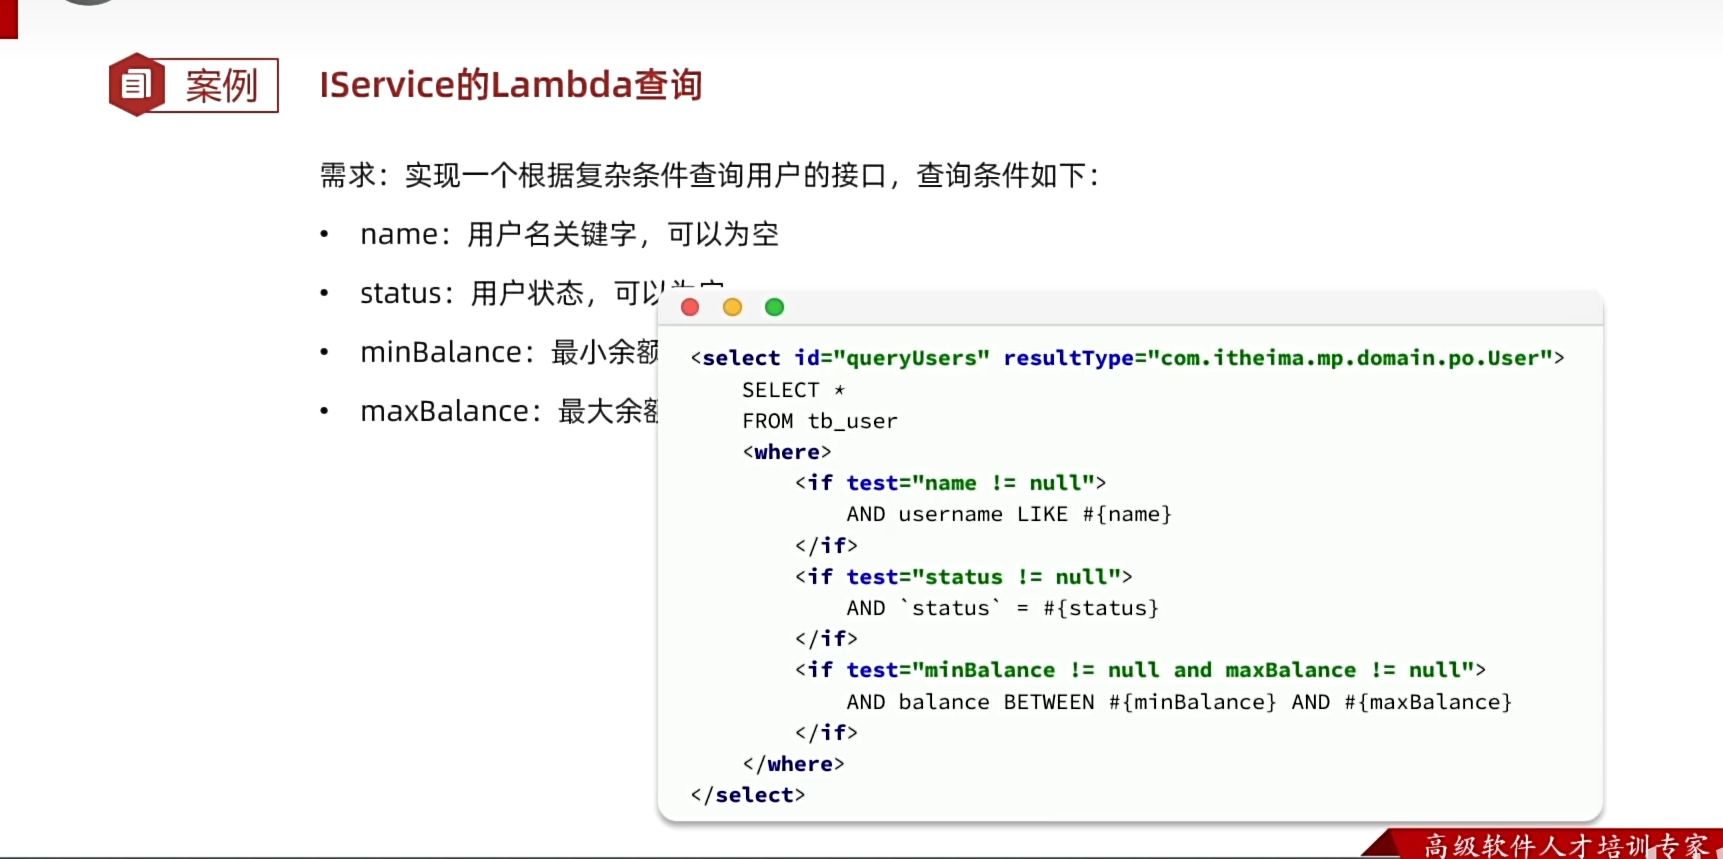 案例
IService的Lambda查询
需求：实现一个根据复杂条件查询用户的接口，查询条件如下：
• name：用户名关键字，可以为空
• status：用户状态，可以为空
• minBalance：最小余额
• maxBalance：最大余额
<select id="queryUsers" resultType="com.itheima.mp.domain.po.User">
SELECT *
FROM tb_user
<where>
<if test="name != null">
AND username LIKE #{name}
</if>
<if test="status != null">
AND `status` = #{status}
</if>
<if test="minBalance != null and maxBalance != null">
AND balance BETWEEN #{minBalance} AND #{maxBalance}
</if>
</where>
</select>
高级软件人才培训专家